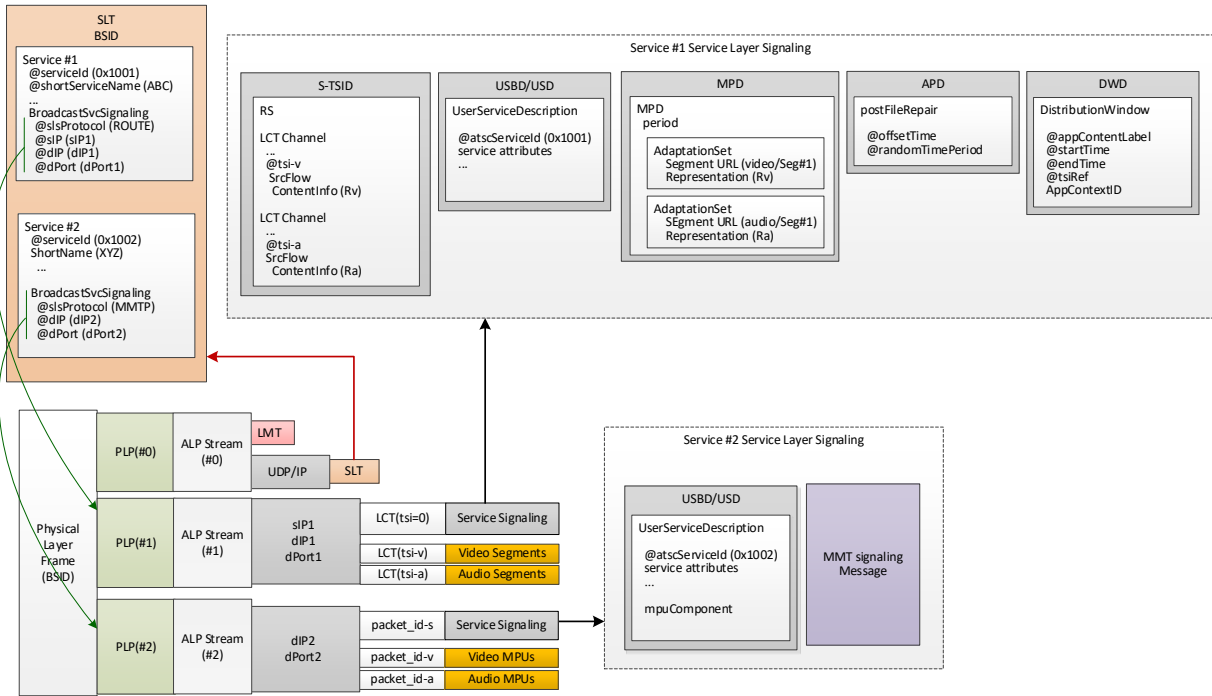 SLT
BSID
Service #1
@serviceId (0x1001)
@shortServiceName (ABC)
...
BroadcastSvcSignaling
@slsProtocol (ROUTE)
@sIP (sIP1)
@dIP (dIP1)
@dPort (dPort1)
Service #2
@serviceId (0x1002)
ShortName (XYZ)
...
BroadcastSvcSignaling
@slsProtocol (MMTP)
@dIP (dIP2)
@dPort (dPort2)
Service #1 Service Layer Signaling
S-TSID
RS
LCT Channel
...
@tsi-v
SrcFlow
ContentInfo (Rv)
LCT Channel
...
@tsi-a
SrcFlow
ContentInfo (Ra)
USBD/USD
UserServiceDescription
@atscServiceId (0x1001)
service attributes
...
MPD
MPD
period
AdaptationSet
Segment URL (video/Seg#1)
Representation (Rv)
AdaptationSet
SEgment URL (audio/Seg#1)
Representation (Ra)
APD
postFileRepair
@offsetTime
@randomTimePeriod
DWD
DistributionWindow
@appContentLabel
@startTime
@endTime
@tsiRef
AppContextID
Physical
Layer
Frame
(BSID)
PLP(#0)
ALP Stream
(#0)
LMT
UDP/IP
SLT
PLP(#1)
ALP Stream
(#1)
sIP1
dIP1
dPort1
LCT(tsi=0)
Service Signaling
LCT(tsi-v)
Video Segments
LCT(tsi-a)
Audio Segments
PLP(#2)
ALP Stream
(#2)
dIP2
dPort2
packet_id-s
Service Signaling
packet_id-v
Video MPUs
packet_id-a
Audio MPUs
Service #2 Service Layer Signaling
USBD/USD
UserServiceDescription
@atscServiceId (0x1002)
service attributes
...
mpuComponent
MMT signaling
Message